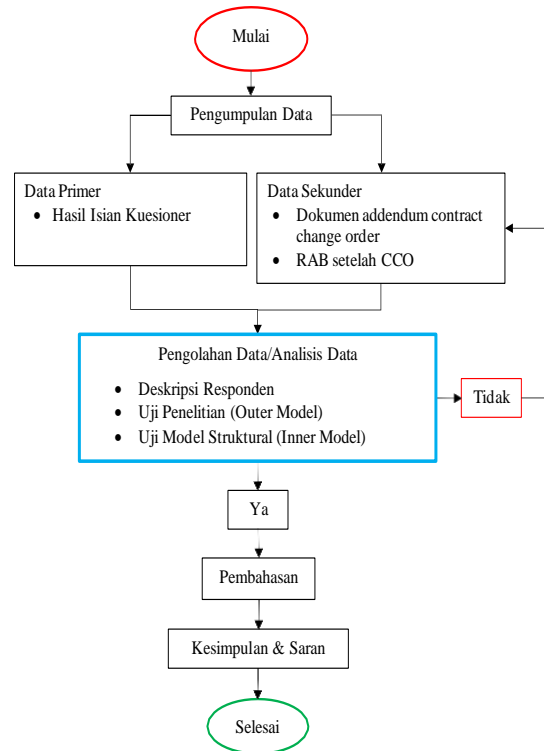 Mulai
Pengumpulan Data
Data Primer
• Hasil Isian Kuesioner
Data Sekunder
• Dokumen addendum contract
change order
• RAB setelah CCO
Pengolahan Data/Analisis Data
• Deskripsi Responden
• Uji Penelitian (Outer Model)
• Uji Model Struktural (Inner Model)
Tidak
Ya
Pembahasan
Kesimpulan & Saran
Selesai